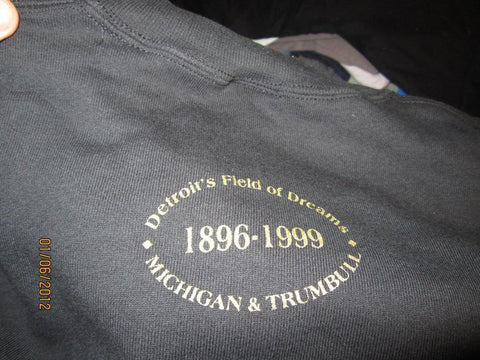 Detroit's Field of Dreams
1896-1999
MICHIGAN & TRUMBULL
01/06/2012